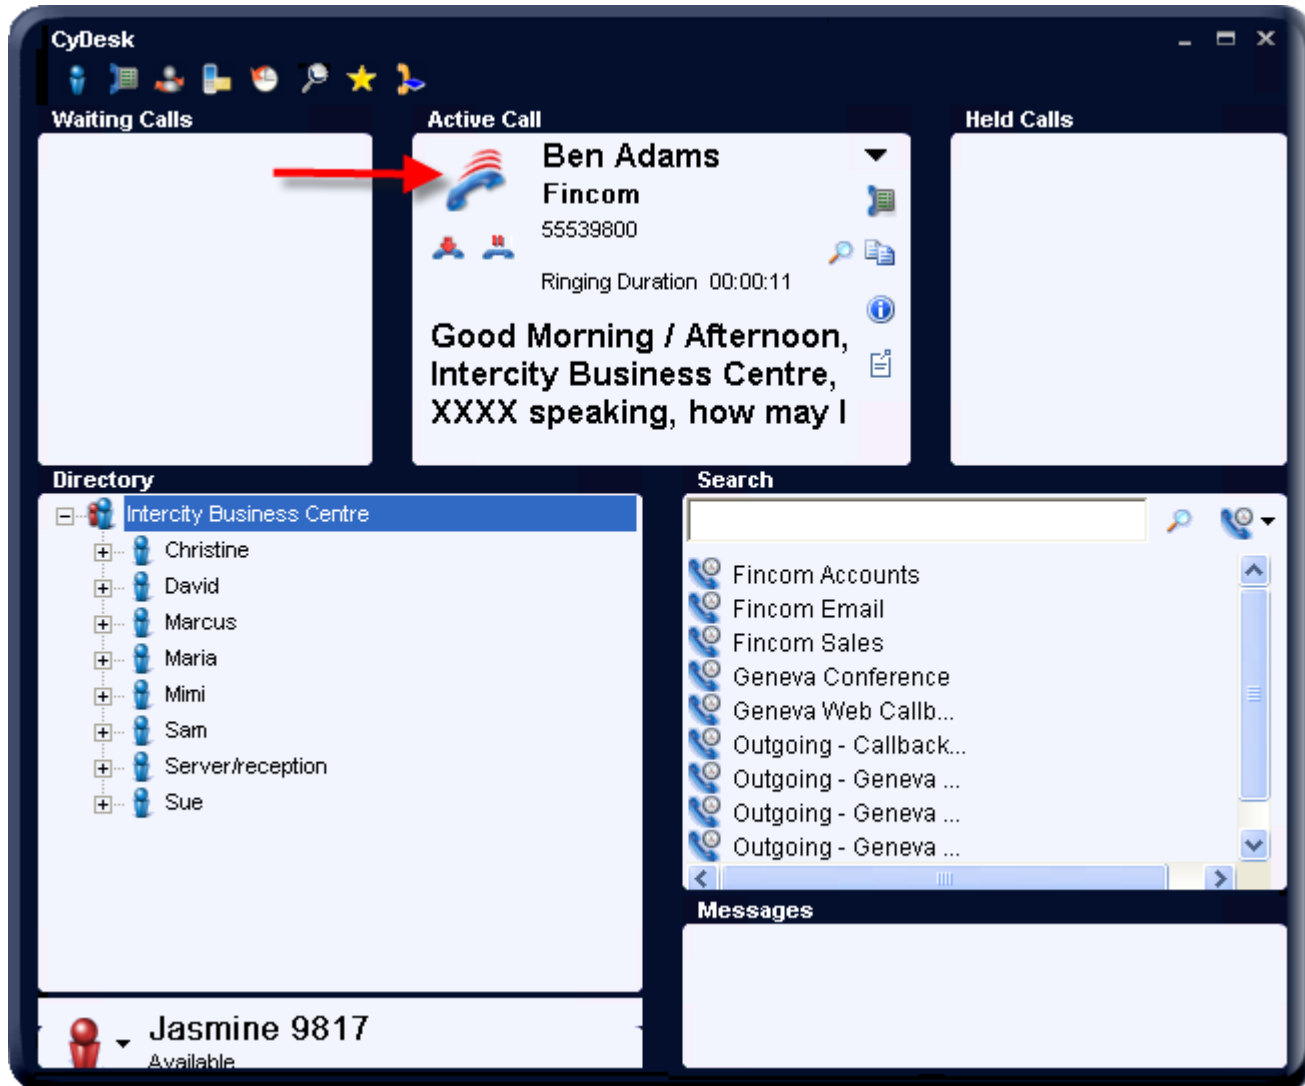 CyDesk
Waiting Calls
Active Call
Held Calls
Ben Adams
Fincom
55539800
Ringing Duration 00:00:11
Good Morning / Afternoon,
Intercity Business Centre,
XXXX speaking, how may I
Directory
Intercity Business Centre
Christine
David
Marcus
Maria
Mimi
Sam
Server/reception
Sue
Search
Fincom Accounts
Fincom Email
Fincom Sales
Geneva Conference
Geneva Web Callb...
Outgoing - Callback...
Outgoing - Geneva ...
Outgoing - Geneva ...
Outgoing - Geneva ...
Messages
Jasmine 9817
Available